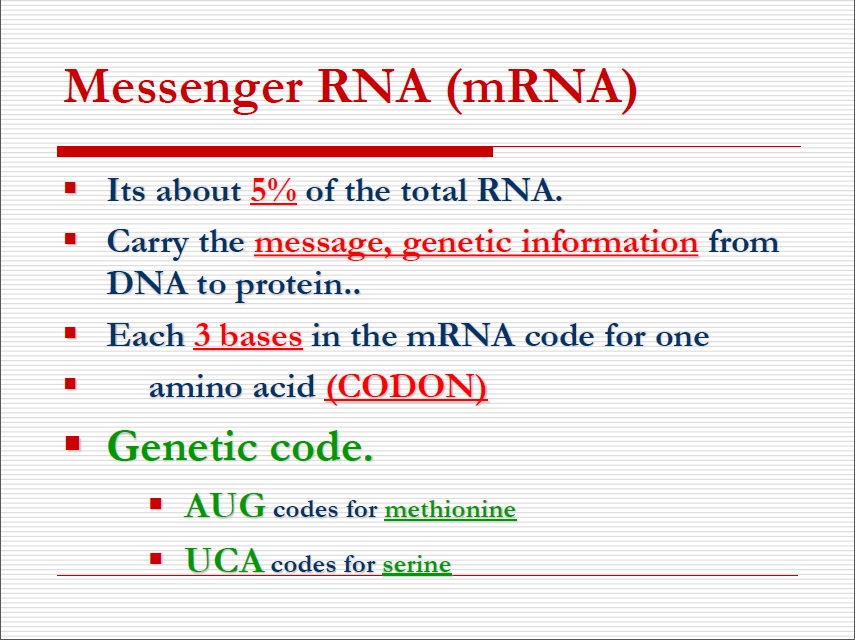 Messenger RNA (mRNA)
Its about 5% of the total RNA.
Carry the message, genetic information from
DNA to protein..
Each 3 bases in the mRNA code for one
amino acid (CODON)
Genetic code.
AUG codes for methionine
UCA codes for serine